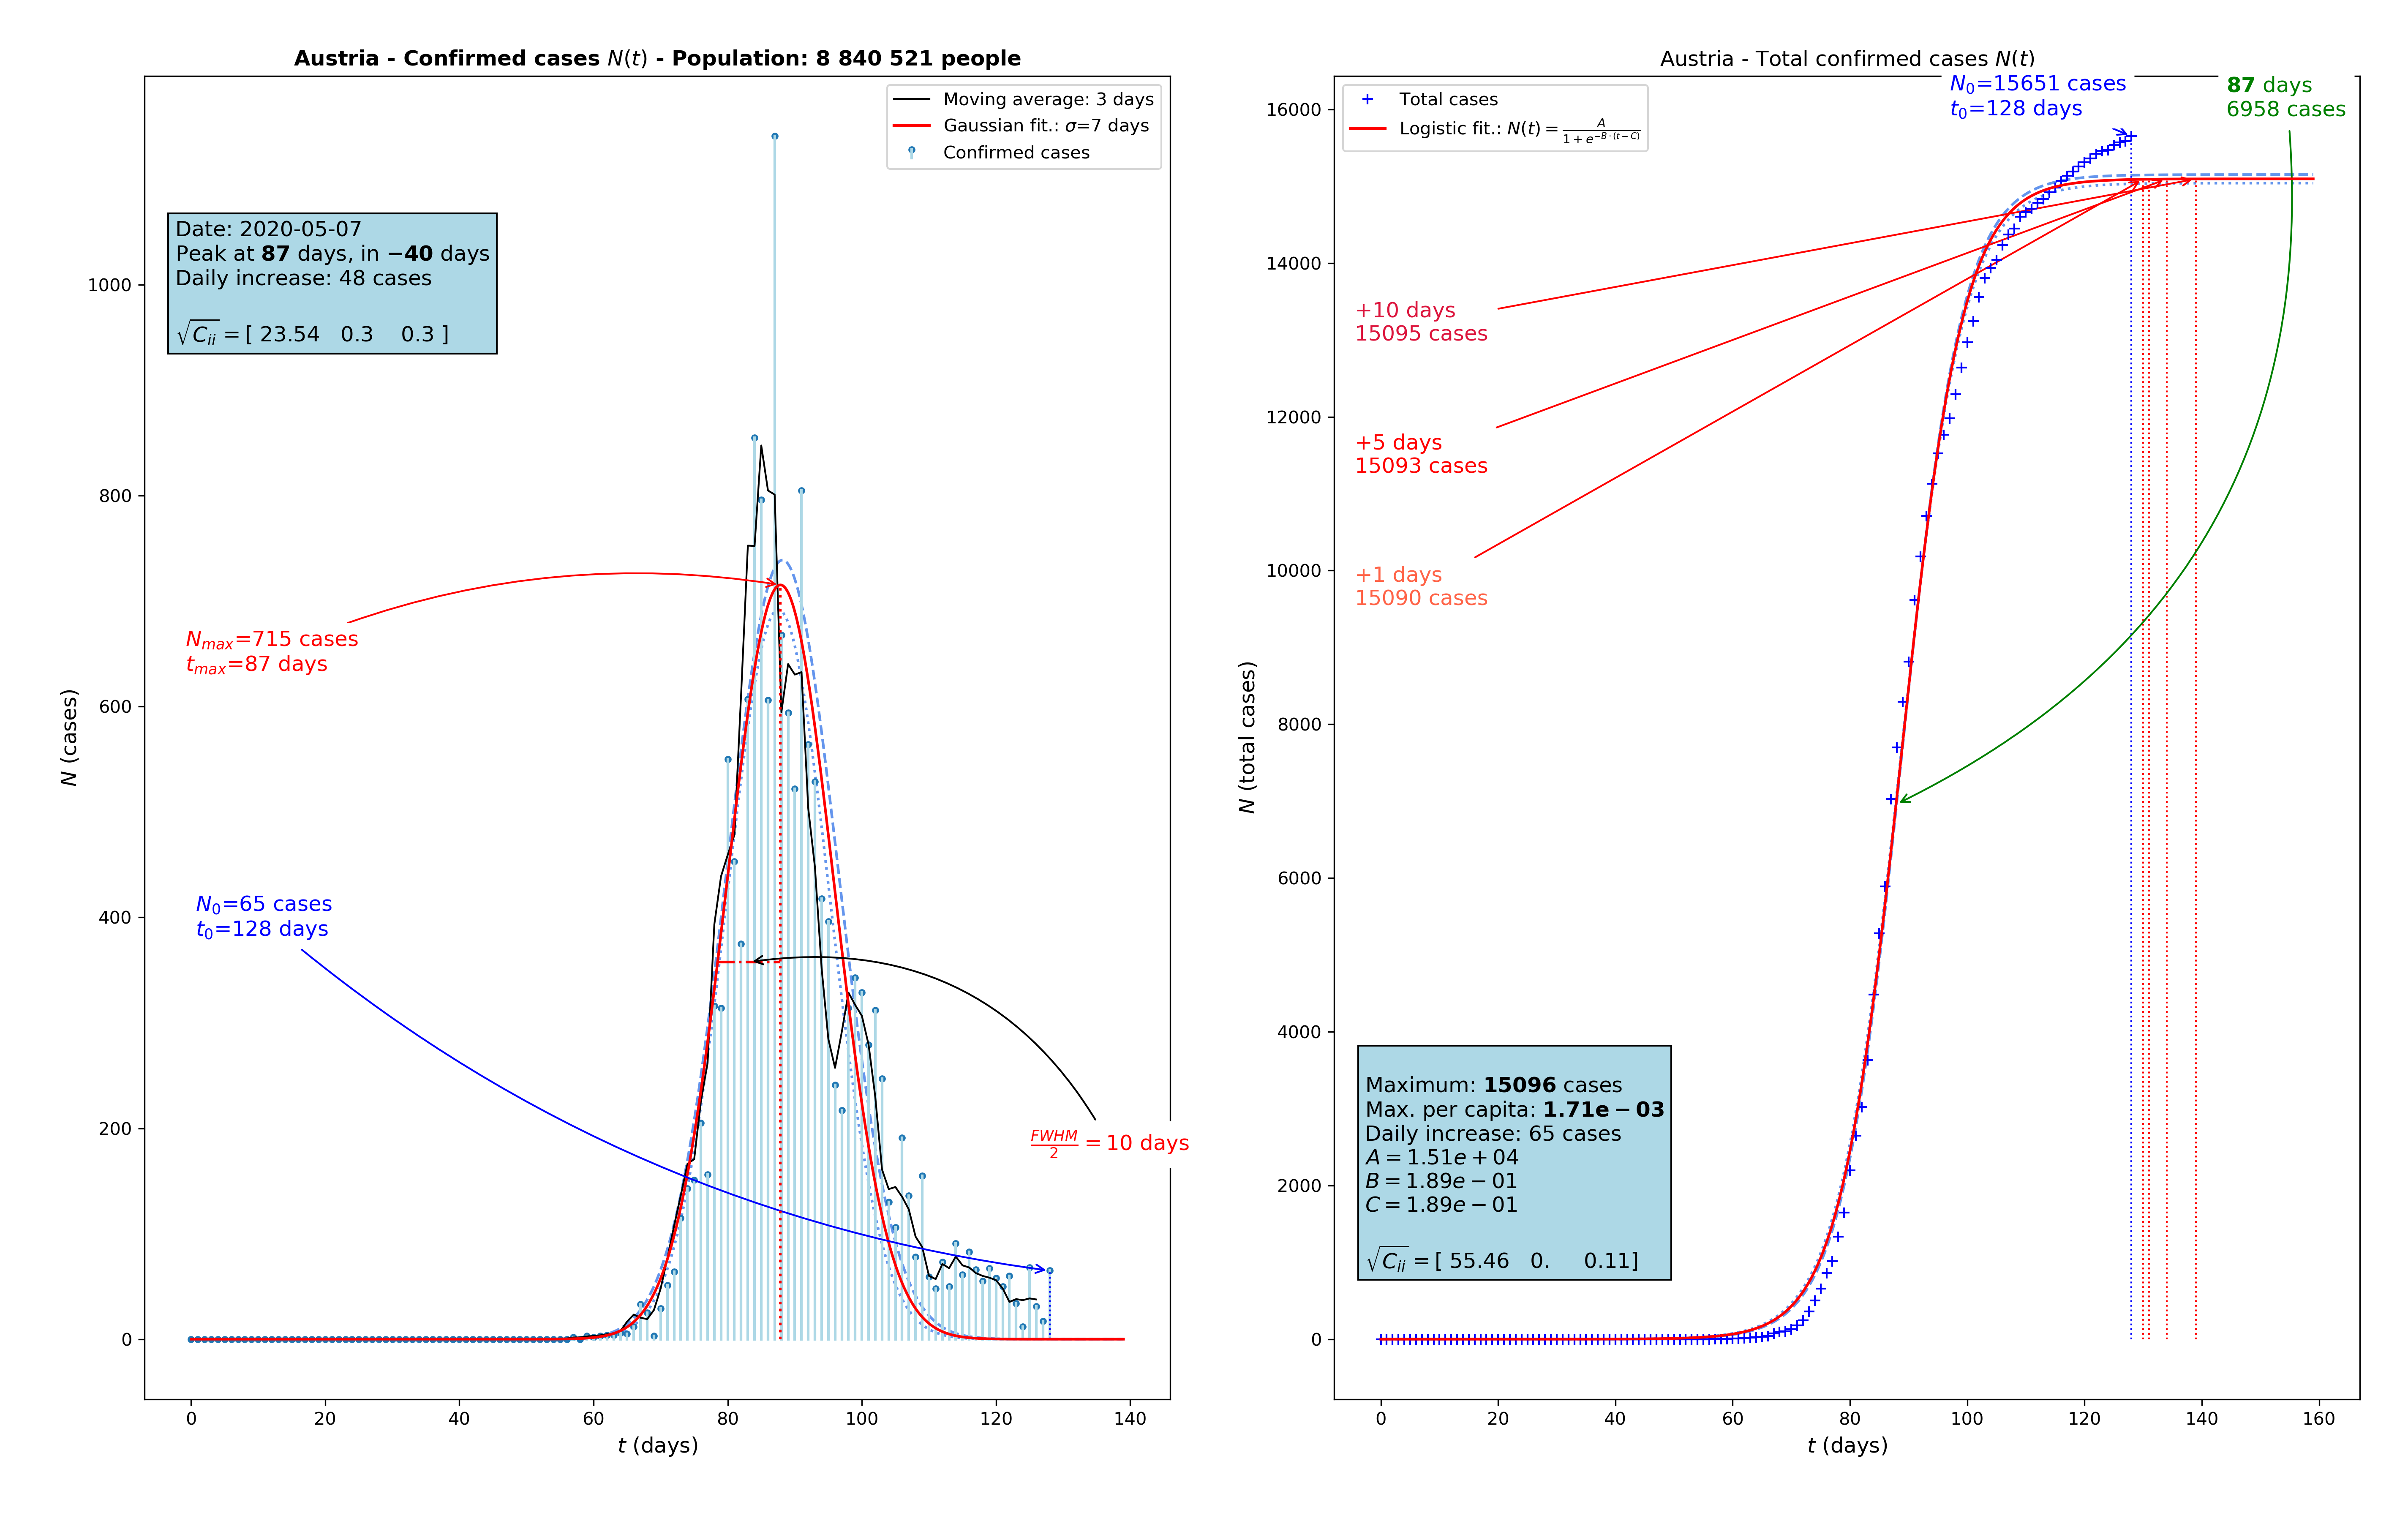 Austria - Confirmed cases N(t) - Population: 8 840 521 people
Moving average: 3 days
Gaussian fit.: σ=7 days
Confirmed cases
Date: 2020-05-07
Peak at 87 days, in −40 days
Daily increase: 48 cases
√C_ii = [ 23.54 0.3 0.3 ]
N_max=715 cases
t_max=87 days
N_0=65 cases
t_0=128 days
FWHM/2 = 10 days
N (cases)
1000
800
600
400
200
0
0 20 40 60 80 100 120 140
t (days)
Austria - Total confirmed cases N(t)
Total cases
Logistic fit.: N(t) = A/(1 + e^(−B·(t−C)))
N_0=15651 cases
t_0=128 days
87 days
6958 cases
+10 days
15095 cases
+5 days
15093 cases
+1 days
15090 cases
Maximum: 15096 cases
Max. per capita: 1.71e − 03
Daily increase: 65 cases
A = 1.51e + 04
B = 1.89e − 01
C = 1.89e − 01
√C_ii = [ 55.46 0. 0.11]
N (total cases)
16000
14000
12000
10000
8000
6000
4000
2000
0
0 20 40 60 80 100 120 140 160
t (days)